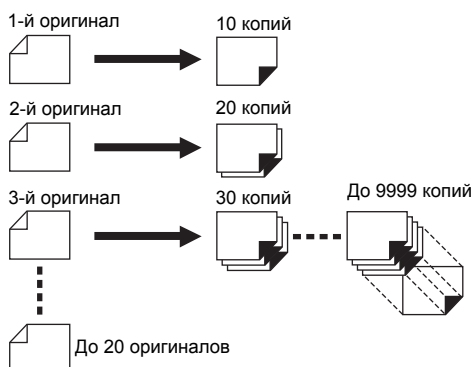 1-й оригинал
10 копий
2-й оригинал
20 копий
3-й оригинал
30 копий
До 9999 копий
До 20 оригиналов